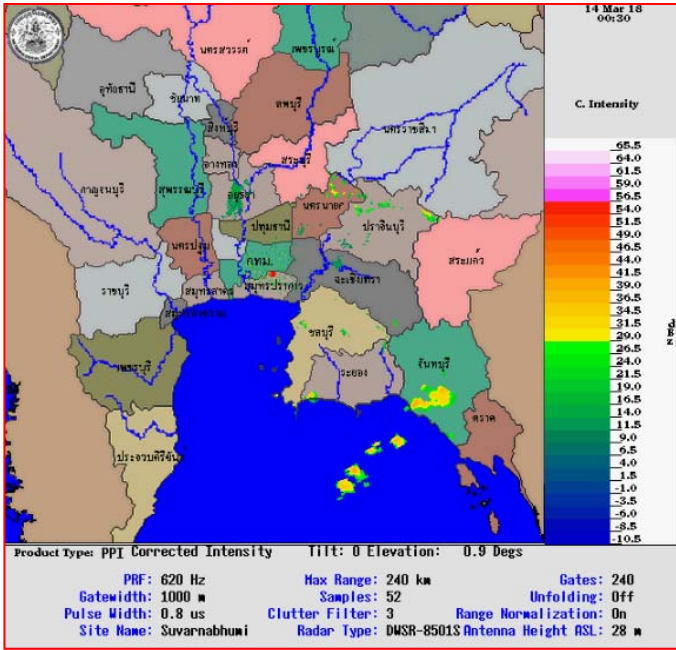 14 Mar 18
00:30
C. Intensity
65.5
64.0
61.5
59.0
56.5
54.0
51.5
49.0
46.5
44.0
41.5
39.0
36.5
34.0
31.5
29.0
26.5
24.0
21.5
19.0
16.5
14.0
11.5
9.0
6.5
4.0
1.5
-1.0
-3.5
-6.0
-8.5
-10.5
นครสวรรค์
เพชรบูรณ์
อุทัยธานี
ชัยนาท
ลพบุรี
สิงห์บุรี
นครราชสีมา
อ่างทอง
สระบุรี
กาญจนบุรี
สุพรรณบุรี
อยุธยา
นครนายก
ปราจีนบุรี
ปทุมธานี
นครปฐม
กทม.
สระแก้ว
ราชบุรี
สมุทรสาคร
สมุทรปราการ
ฉะเชิงเทรา
ชลบุรี
เพชรบุรี
ระยอง
จันทบุรี
ตราด
ประจวบคีรีขันธ์
Product Type: PPI Corrected Intensity Tilt: 0 Elevation: 0.9 Degs
PRF: 620 Hz Max Range: 240 km Gates: 240
Gatewidth: 1000 m Samples: 52 Unfolding: Off
Pulse Width: 0.8 us Clutter Filter: 3 Range Normalization: On
Site Name: Suvarnabhumi Radar Type: DWSR-8501S Antenna Height ASL: 28 m